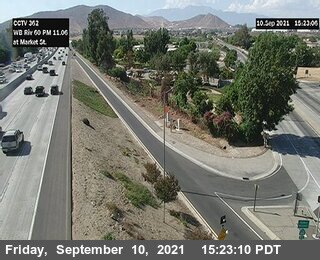 CCTV 362
WB Riv 60 PM 11.06
at Market St.
10.Sep 2021 15:23:06
Friday, September 10, 2021 15:23:10 PDT